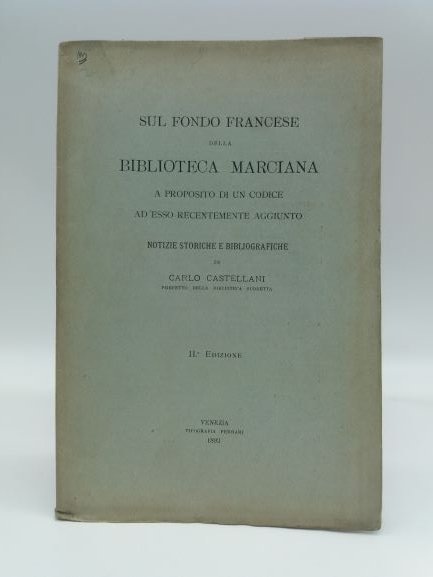 SUL FONDO FRANCESE
DELLA
BIBLIOTECA MARCIANA
A PROPOSITO DI UN CODICE
AD ESSO RECENTEMENTE AGGIUNTO
NOTIZIE STORICHE E BIBLIOGRAFICHE
DI
CARLO CASTELLANI
PREFETTO DELLA BIBLIOTECA SUDDETTA
II.ª EDIZIONE
VENEZIA
TIPOGRAFIA FERRARI